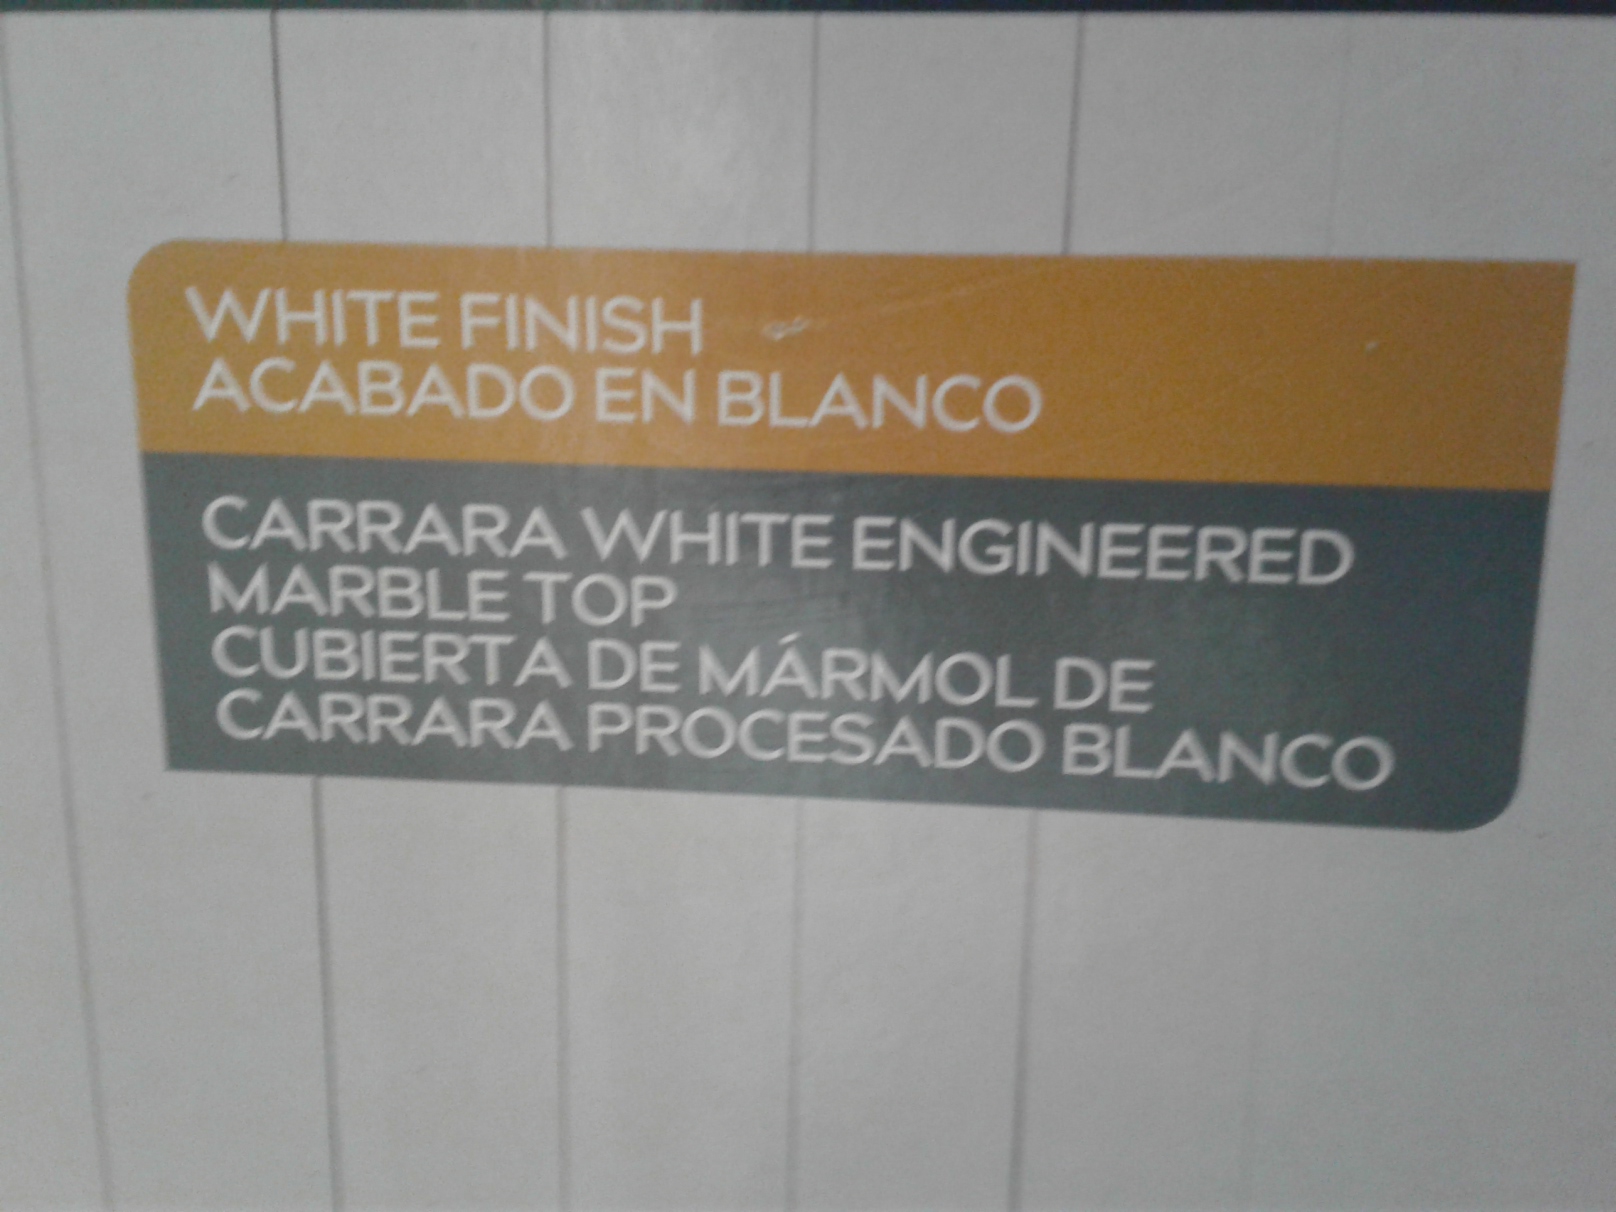 WHITE FINISH
ACABADO EN BLANCO
CARRARA WHITE ENGINEERED
MARBLE TOP
CUBIERTA DE MÁRMOL DE
CARRARA PROCESADO BLANCO